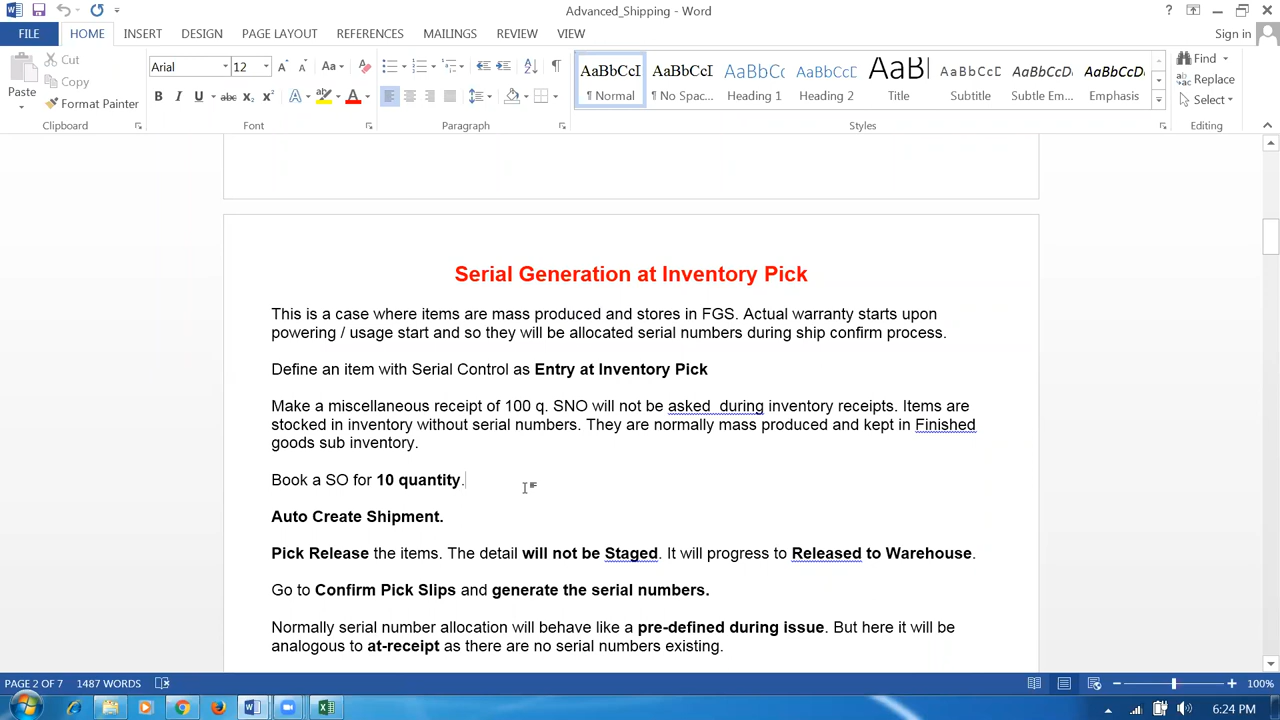 Advanced_Shipping - Word
?
FILE HOME INSERT DESIGN PAGE LAYOUT REFERENCES MAILINGS REVIEW VIEW Sign in
Paste Cut Copy Format Painter
Clipboard
Arial 12 Aa
B I U abc x₂ x² A A
Font
Paragraph
AaBbCcI AaBbCcI AaBbCc AaBbCcD AaB AaBbCcD AaBbCcDc AaBbCcD
¶ Normal ¶ No Spac... Heading 1 Heading 2 Title Subtitle Subtle Em... Emphasis
Styles
Find
Replace
Select
Editing
Serial Generation at Inventory Pick
This is a case where items are mass produced and stores in FGS. Actual warranty starts upon
powering / usage start and so they will be allocated serial numbers during ship confirm process.
Define an item with Serial Control as Entry at Inventory Pick
Make a miscellaneous receipt of 100 q. SNO will not be asked  during inventory receipts. Items are
stocked in inventory without serial numbers. They are normally mass produced and kept in Finished
goods sub inventory.
Book a SO for 10 quantity.
Auto Create Shipment.
Pick Release the items. The detail will not be Staged. It will progress to Released to Warehouse.
Go to Confirm Pick Slips and generate the serial numbers.
Normally serial number allocation will behave like a pre-defined during issue. But here it will be
analogous to at-receipt as there are no serial numbers existing.
PAGE 2 OF 7 1487 WORDS 100%
6:24 PM